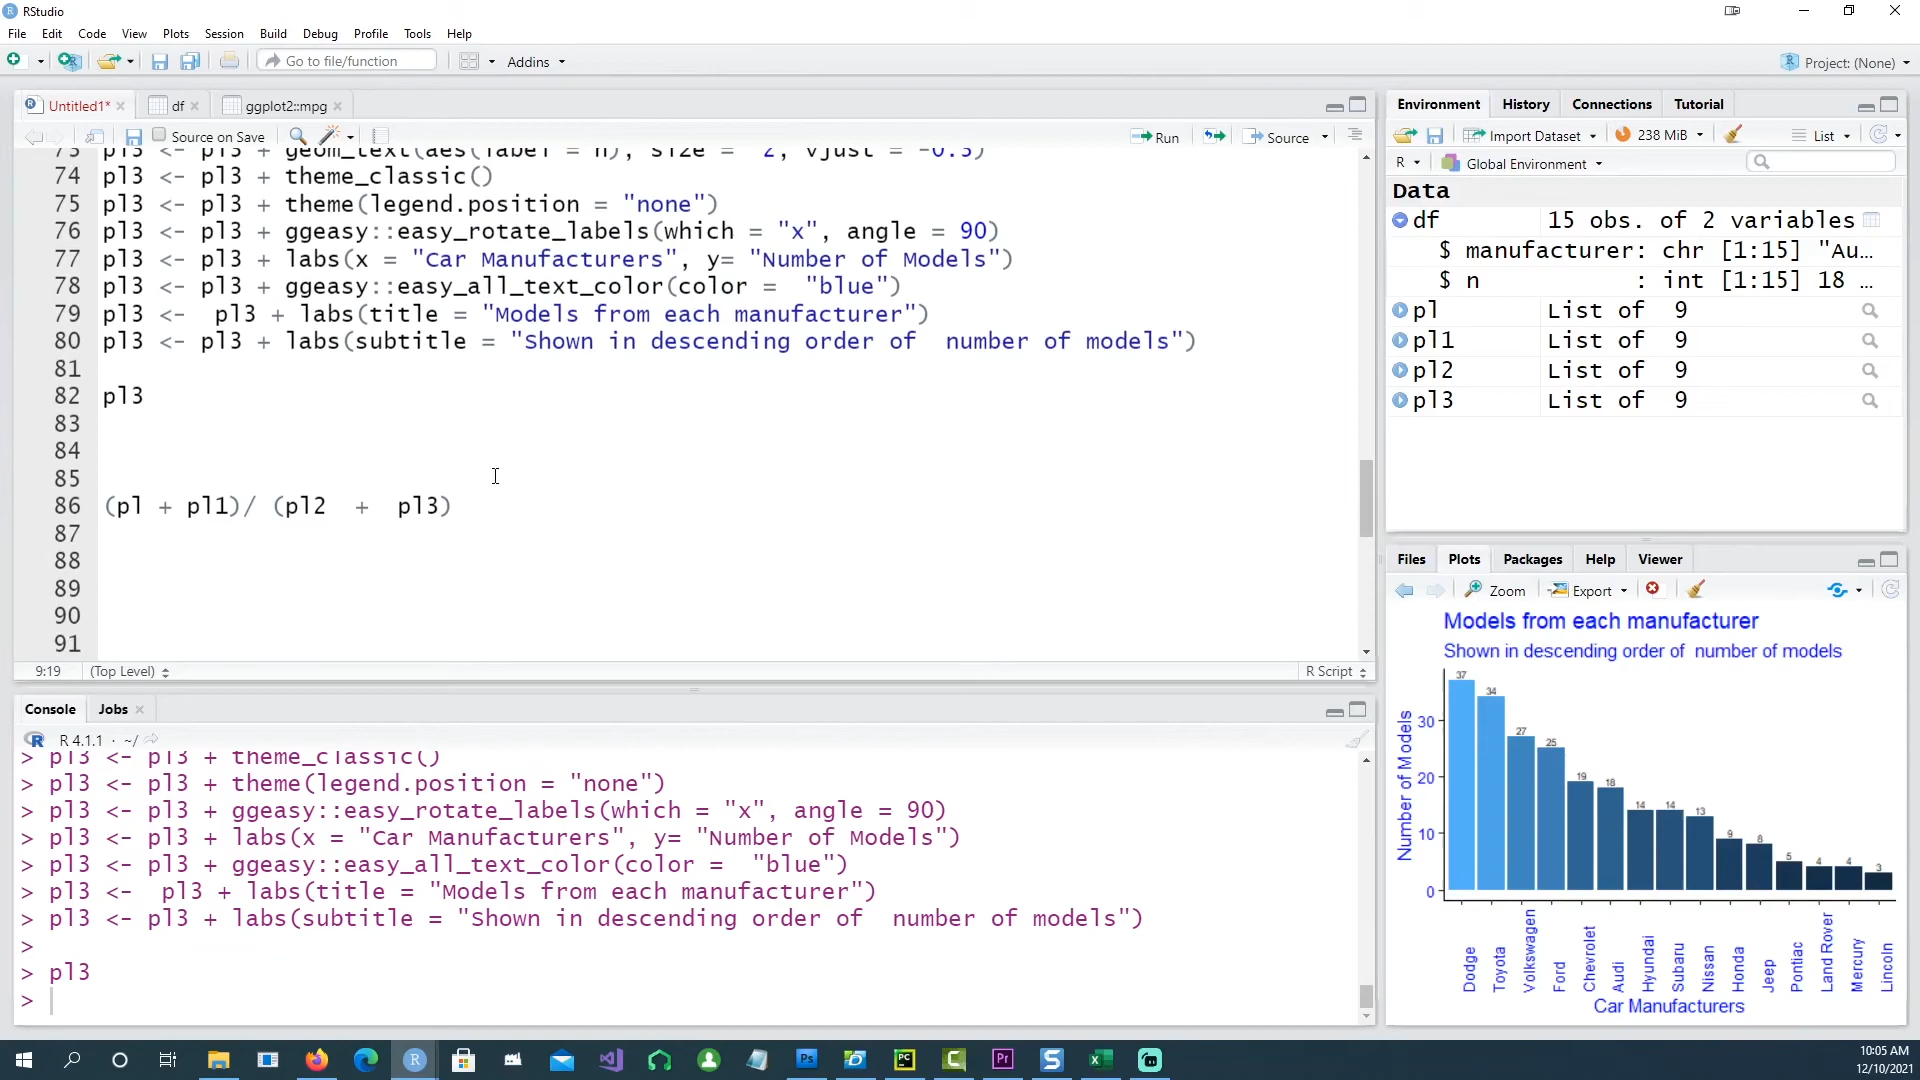 RStudio
File Edit Code View Plots Session Build Debug Profile Tools Help
Go to file/function Addins Project: (None)
Untitled1* df ggplot2::mpg
Source on Save Run Source
73 pl3 <- pl3 + geom_text(aes(label = n), size = 2, vjust = -0.3)
74 pl3 <- pl3 + theme_classic()
75 pl3 <- pl3 + theme(legend.position = "none")
76 pl3 <- pl3 + ggeasy::easy_rotate_labels(which = "x", angle = 90)
77 pl3 <- pl3 + labs(x = "Car Manufacturers", y= "Number of Models")
78 pl3 <- pl3 + ggeasy::easy_all_text_color(color =  "blue")
79 pl3 <-  pl3 + labs(title = "Models from each manufacturer")
80 pl3 <- pl3 + labs(subtitle = "Shown in descending order of  number of models")
81
82 pl3
83
84
85
86 (pl + pl1)/ (pl2  +  pl3)
87
88
89
90
91
9:19 (Top Level) R Script
Console Jobs
R 4.1.1 · ~/
> pl3 <- pl3 + theme_classic()
> pl3 <- pl3 + theme(legend.position = "none")
> pl3 <- pl3 + ggeasy::easy_rotate_labels(which = "x", angle = 90)
> pl3 <- pl3 + labs(x = "Car Manufacturers", y= "Number of Models")
> pl3 <- pl3 + ggeasy::easy_all_text_color(color =  "blue")
> pl3 <-  pl3 + labs(title = "Models from each manufacturer")
> pl3 <- pl3 + labs(subtitle = "Shown in descending order of  number of models")
>
> pl3
>
Environment History Connections Tutorial
Import Dataset 238 MiB List
R Global Environment
Data
df 15 obs. of 2 variables
$ manufacturer: chr [1:15] "Au...
$ n : int [1:15] 18 ...
pl List of 9
pl1 List of 9
pl2 List of 9
pl3 List of 9
Files Plots Packages Help Viewer
Zoom Export
Models from each manufacturer
Shown in descending order of  number of models
Number of Models
30
20
10
0
37 34 27 25 19 18 14 14 13 9 8 5 4 4 3
Dodge Toyota Volkswagen Ford Chevrolet Audi Hyundai Subaru Nissan Honda Jeep Pontiac Land Rover Mercury Lincoln
Car Manufacturers
10:05 AM
12/10/2021